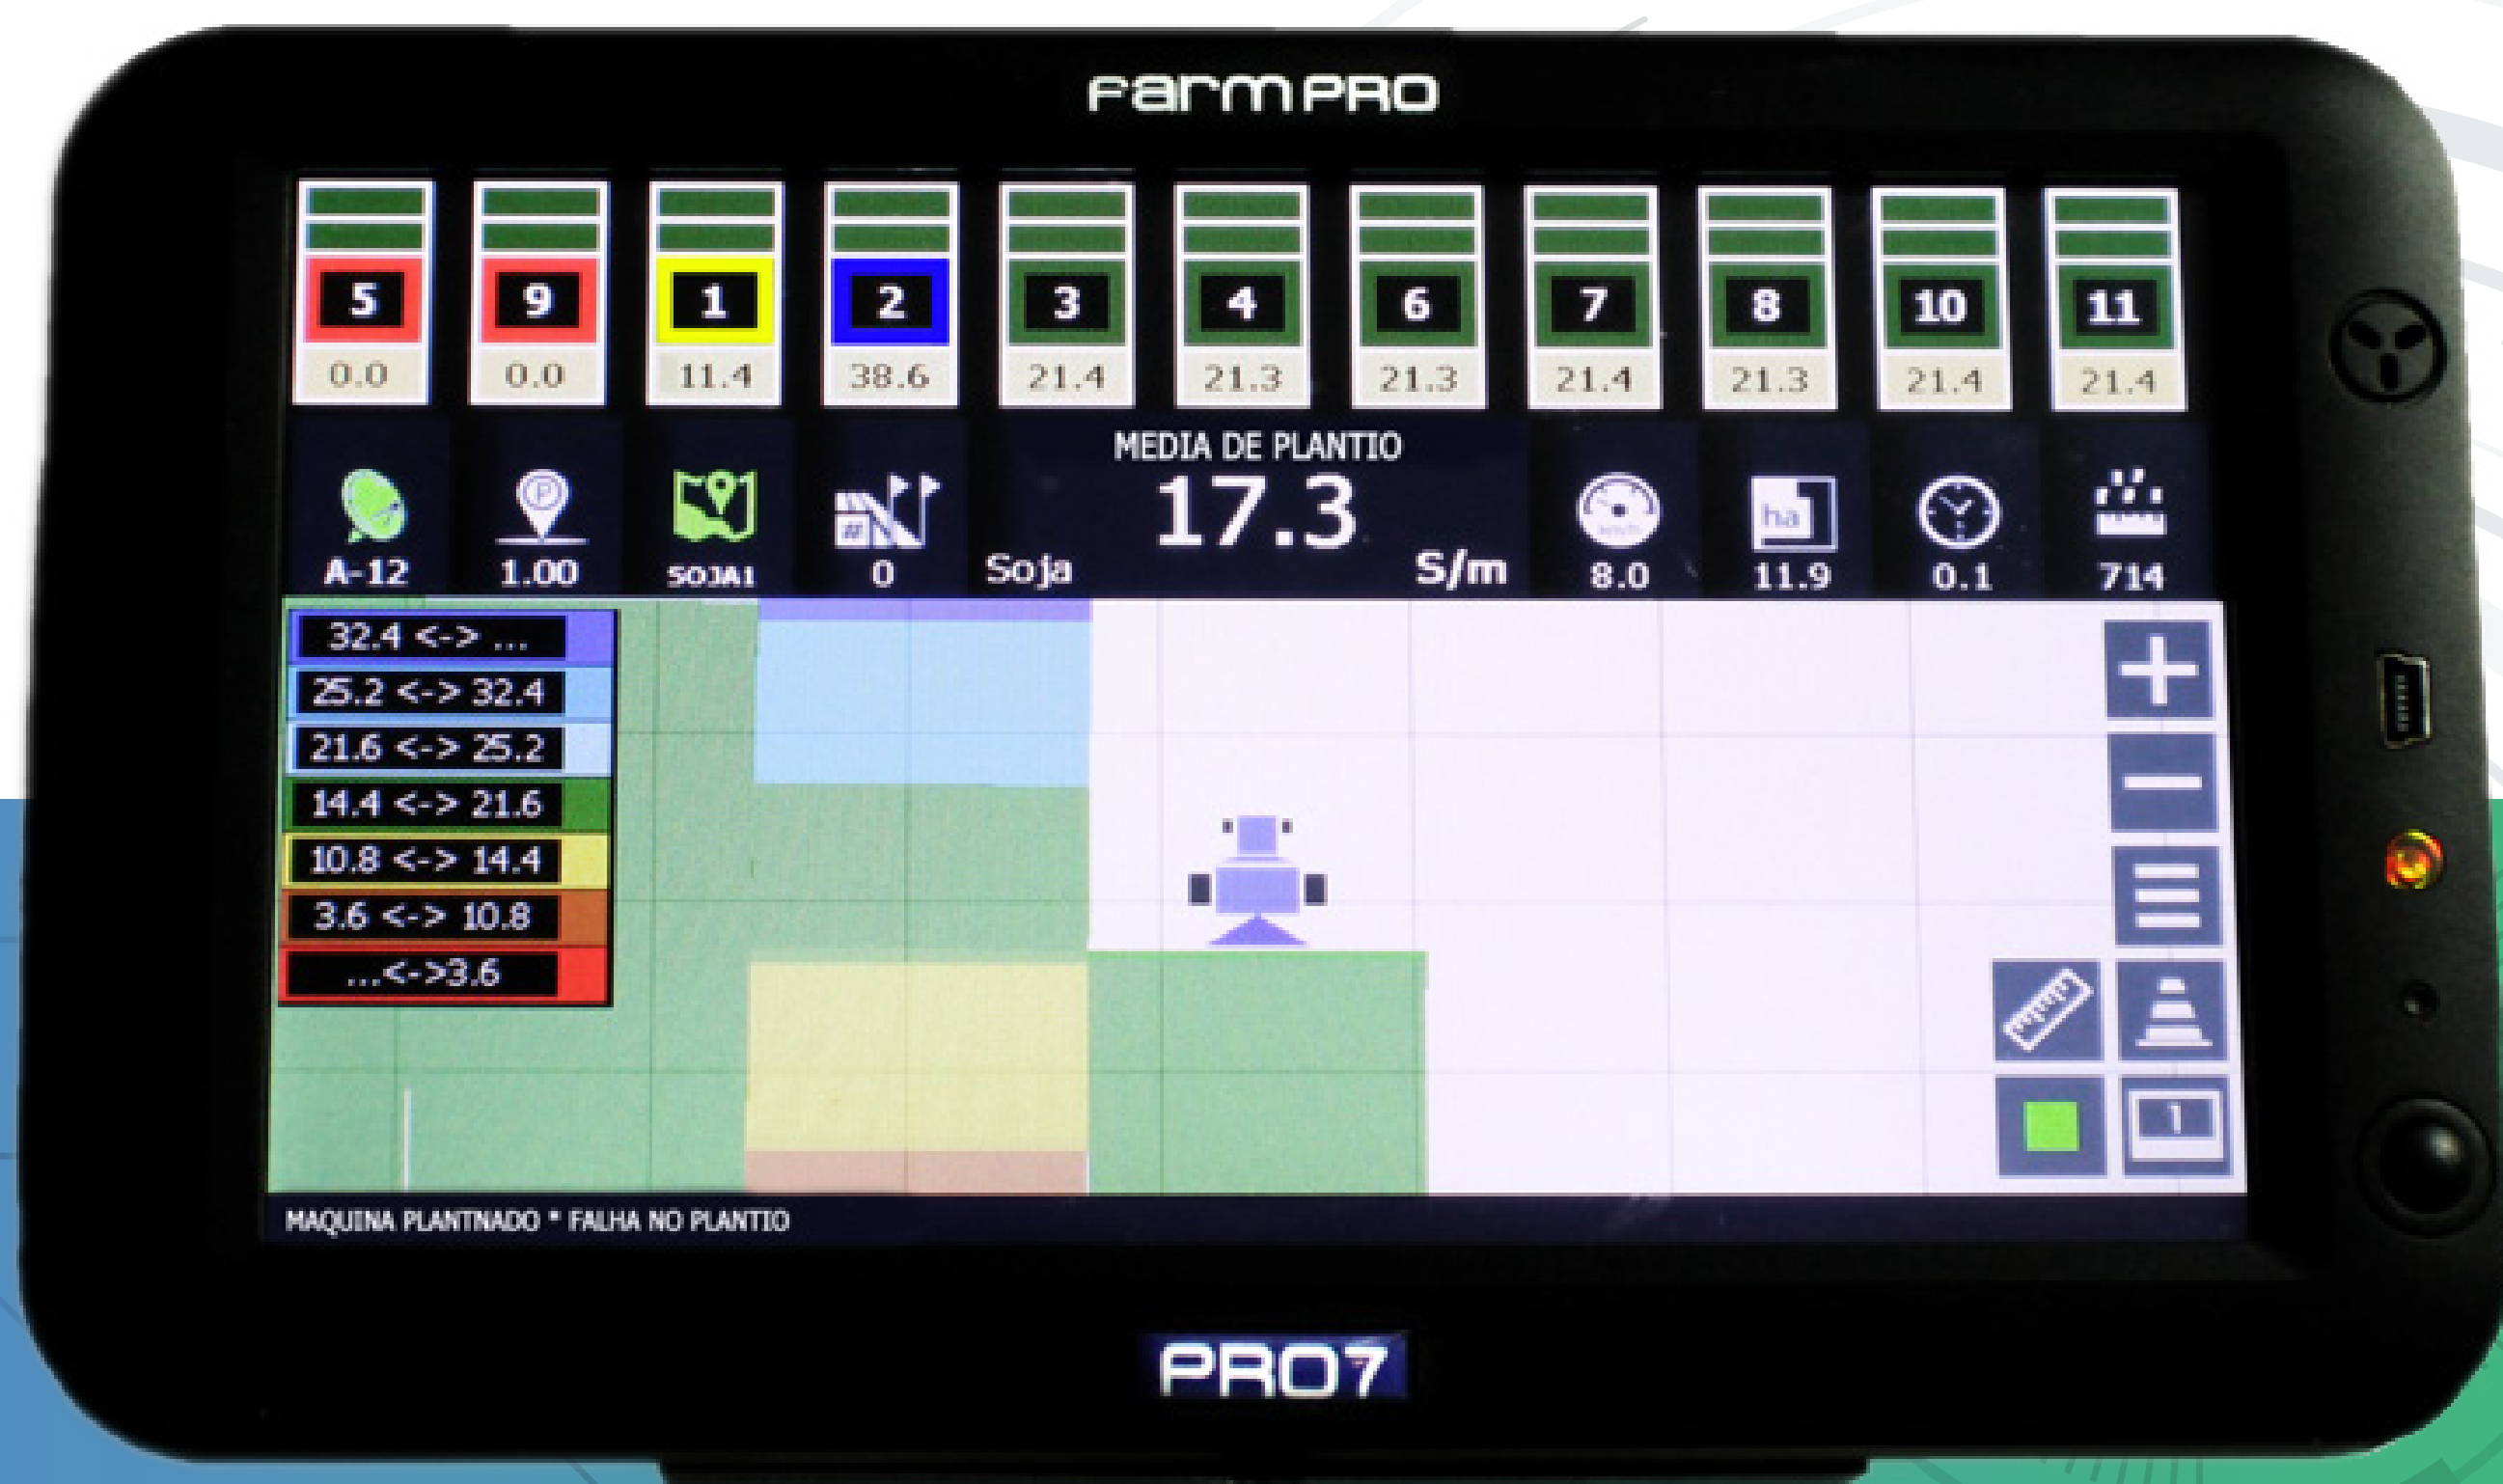 Farm PRO
5 9 1 2 3 4 6 7 8 10 11
0.0 0.0 11.4 38.6 21.4 21.3 21.3 21.4 21.3 21.4 21.4
MEDIA DE PLANTIO
P # 17.3 km/h ha
Soja S/m
A-12 1.00 SOJA1 0 8.0 11.9 0.1 714
32.4 <-> ...
25.2 <-> 32.4
21.6 <-> 25.2
14.4 <-> 21.6
10.8 <-> 14.4
3.6 <-> 10.8
...<->3.6
1
MAQUINA PLANTNADO * FALHA NO PLANTIO
PRO7